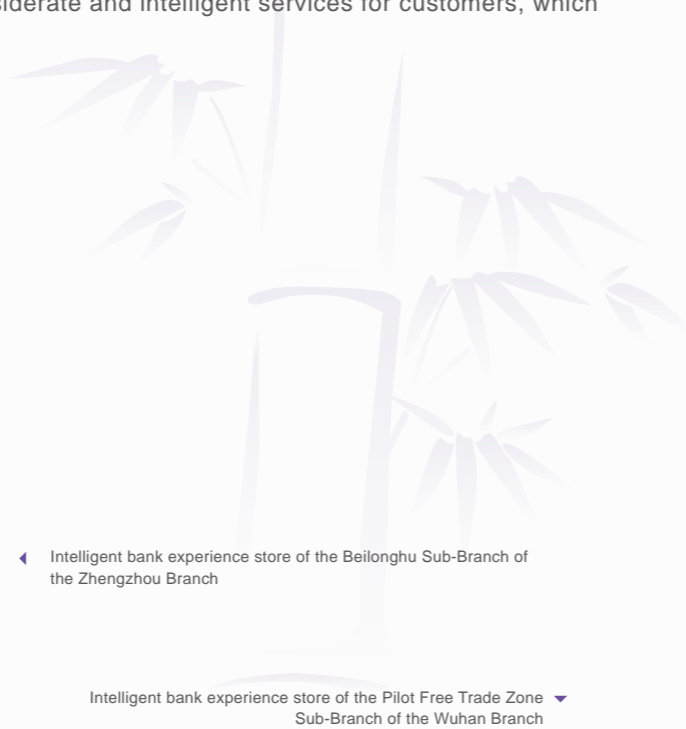 and intelligent services for customers, which
Intelligent bank experience store of the Beilonghu Sub-Branch of
the Zhengzhou Branch
Intelligent bank experience store of the Pilot Free Trade Zone
Sub-Branch of the Wuhan Branch